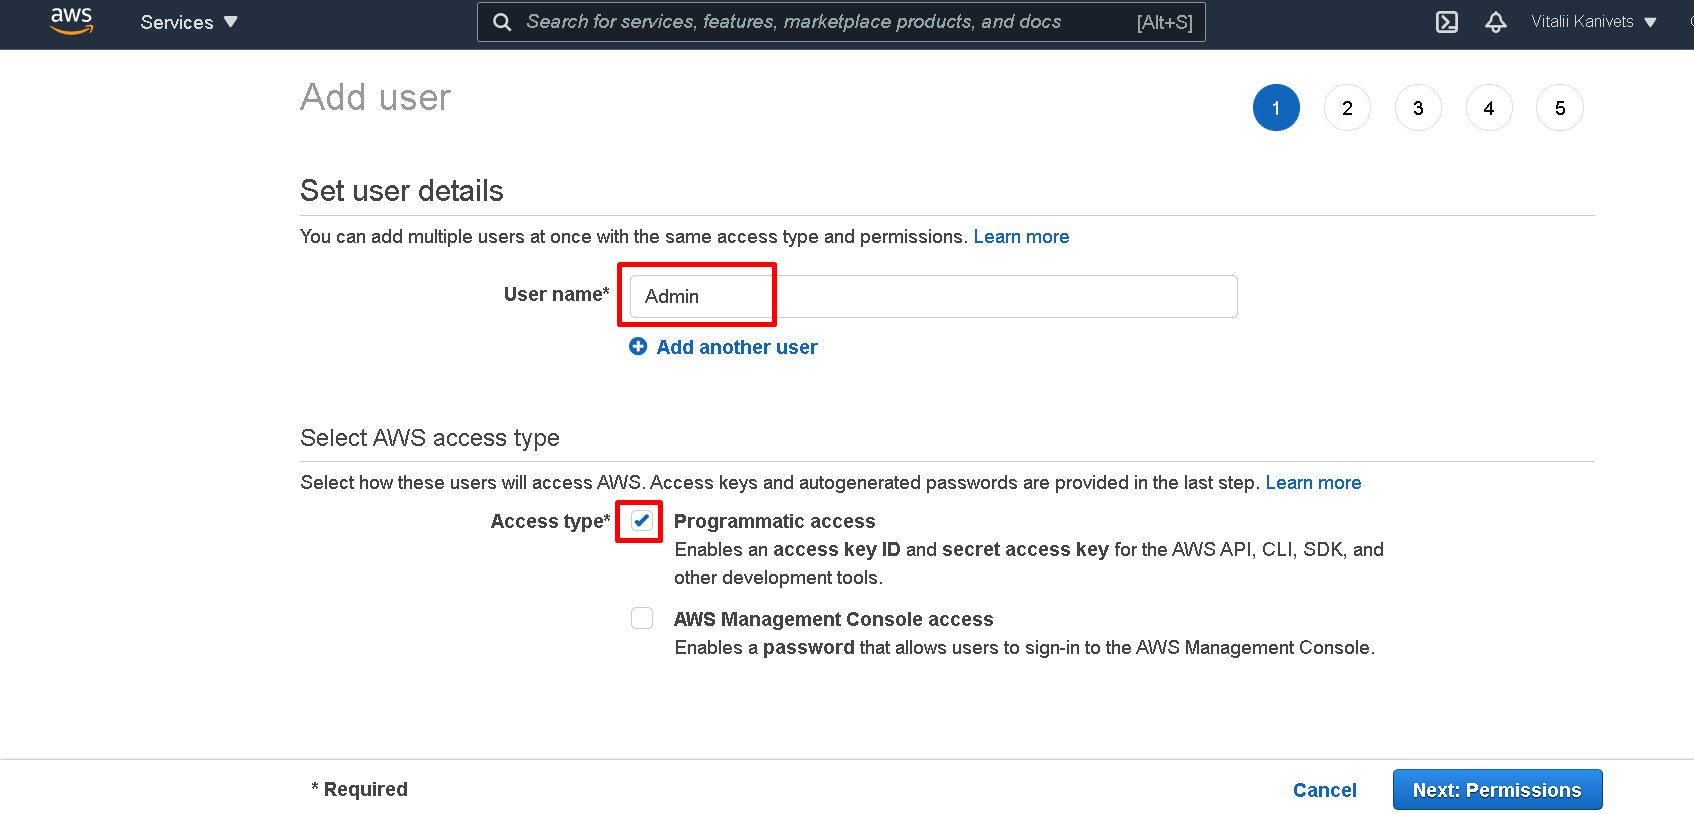 aws
Services
Search for services, features, marketplace products, and docs [Alt+S]
Vitalii Kanivets
Add user
1 2 3 4 5
Set user details
You can add multiple users at once with the same access type and permissions. Learn more
User name* Admin
Add another user
Select AWS access type
Select how these users will access AWS. Access keys and autogenerated passwords are provided in the last step. Learn more
Access type* Programmatic access
Enables an access key ID and secret access key for the AWS API, CLI, SDK, and
other development tools.
AWS Management Console access
Enables a password that allows users to sign-in to the AWS Management Console.
* Required
Cancel
Next: Permissions